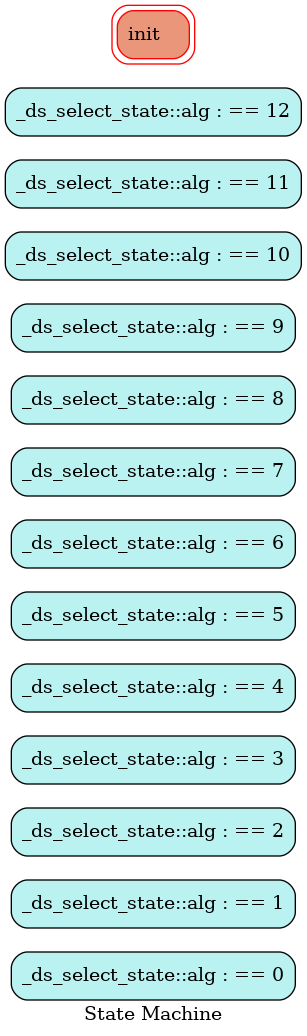 init
_ds_select_state::alg : == 12
_ds_select_state::alg : == 11
_ds_select_state::alg : == 10
_ds_select_state::alg : == 9
_ds_select_state::alg : == 8
_ds_select_state::alg : == 7
_ds_select_state::alg : == 6
_ds_select_state::alg : == 5
_ds_select_state::alg : == 4
_ds_select_state::alg : == 3
_ds_select_state::alg : == 2
_ds_select_state::alg : == 1
_ds_select_state::alg : == 0
State Machine